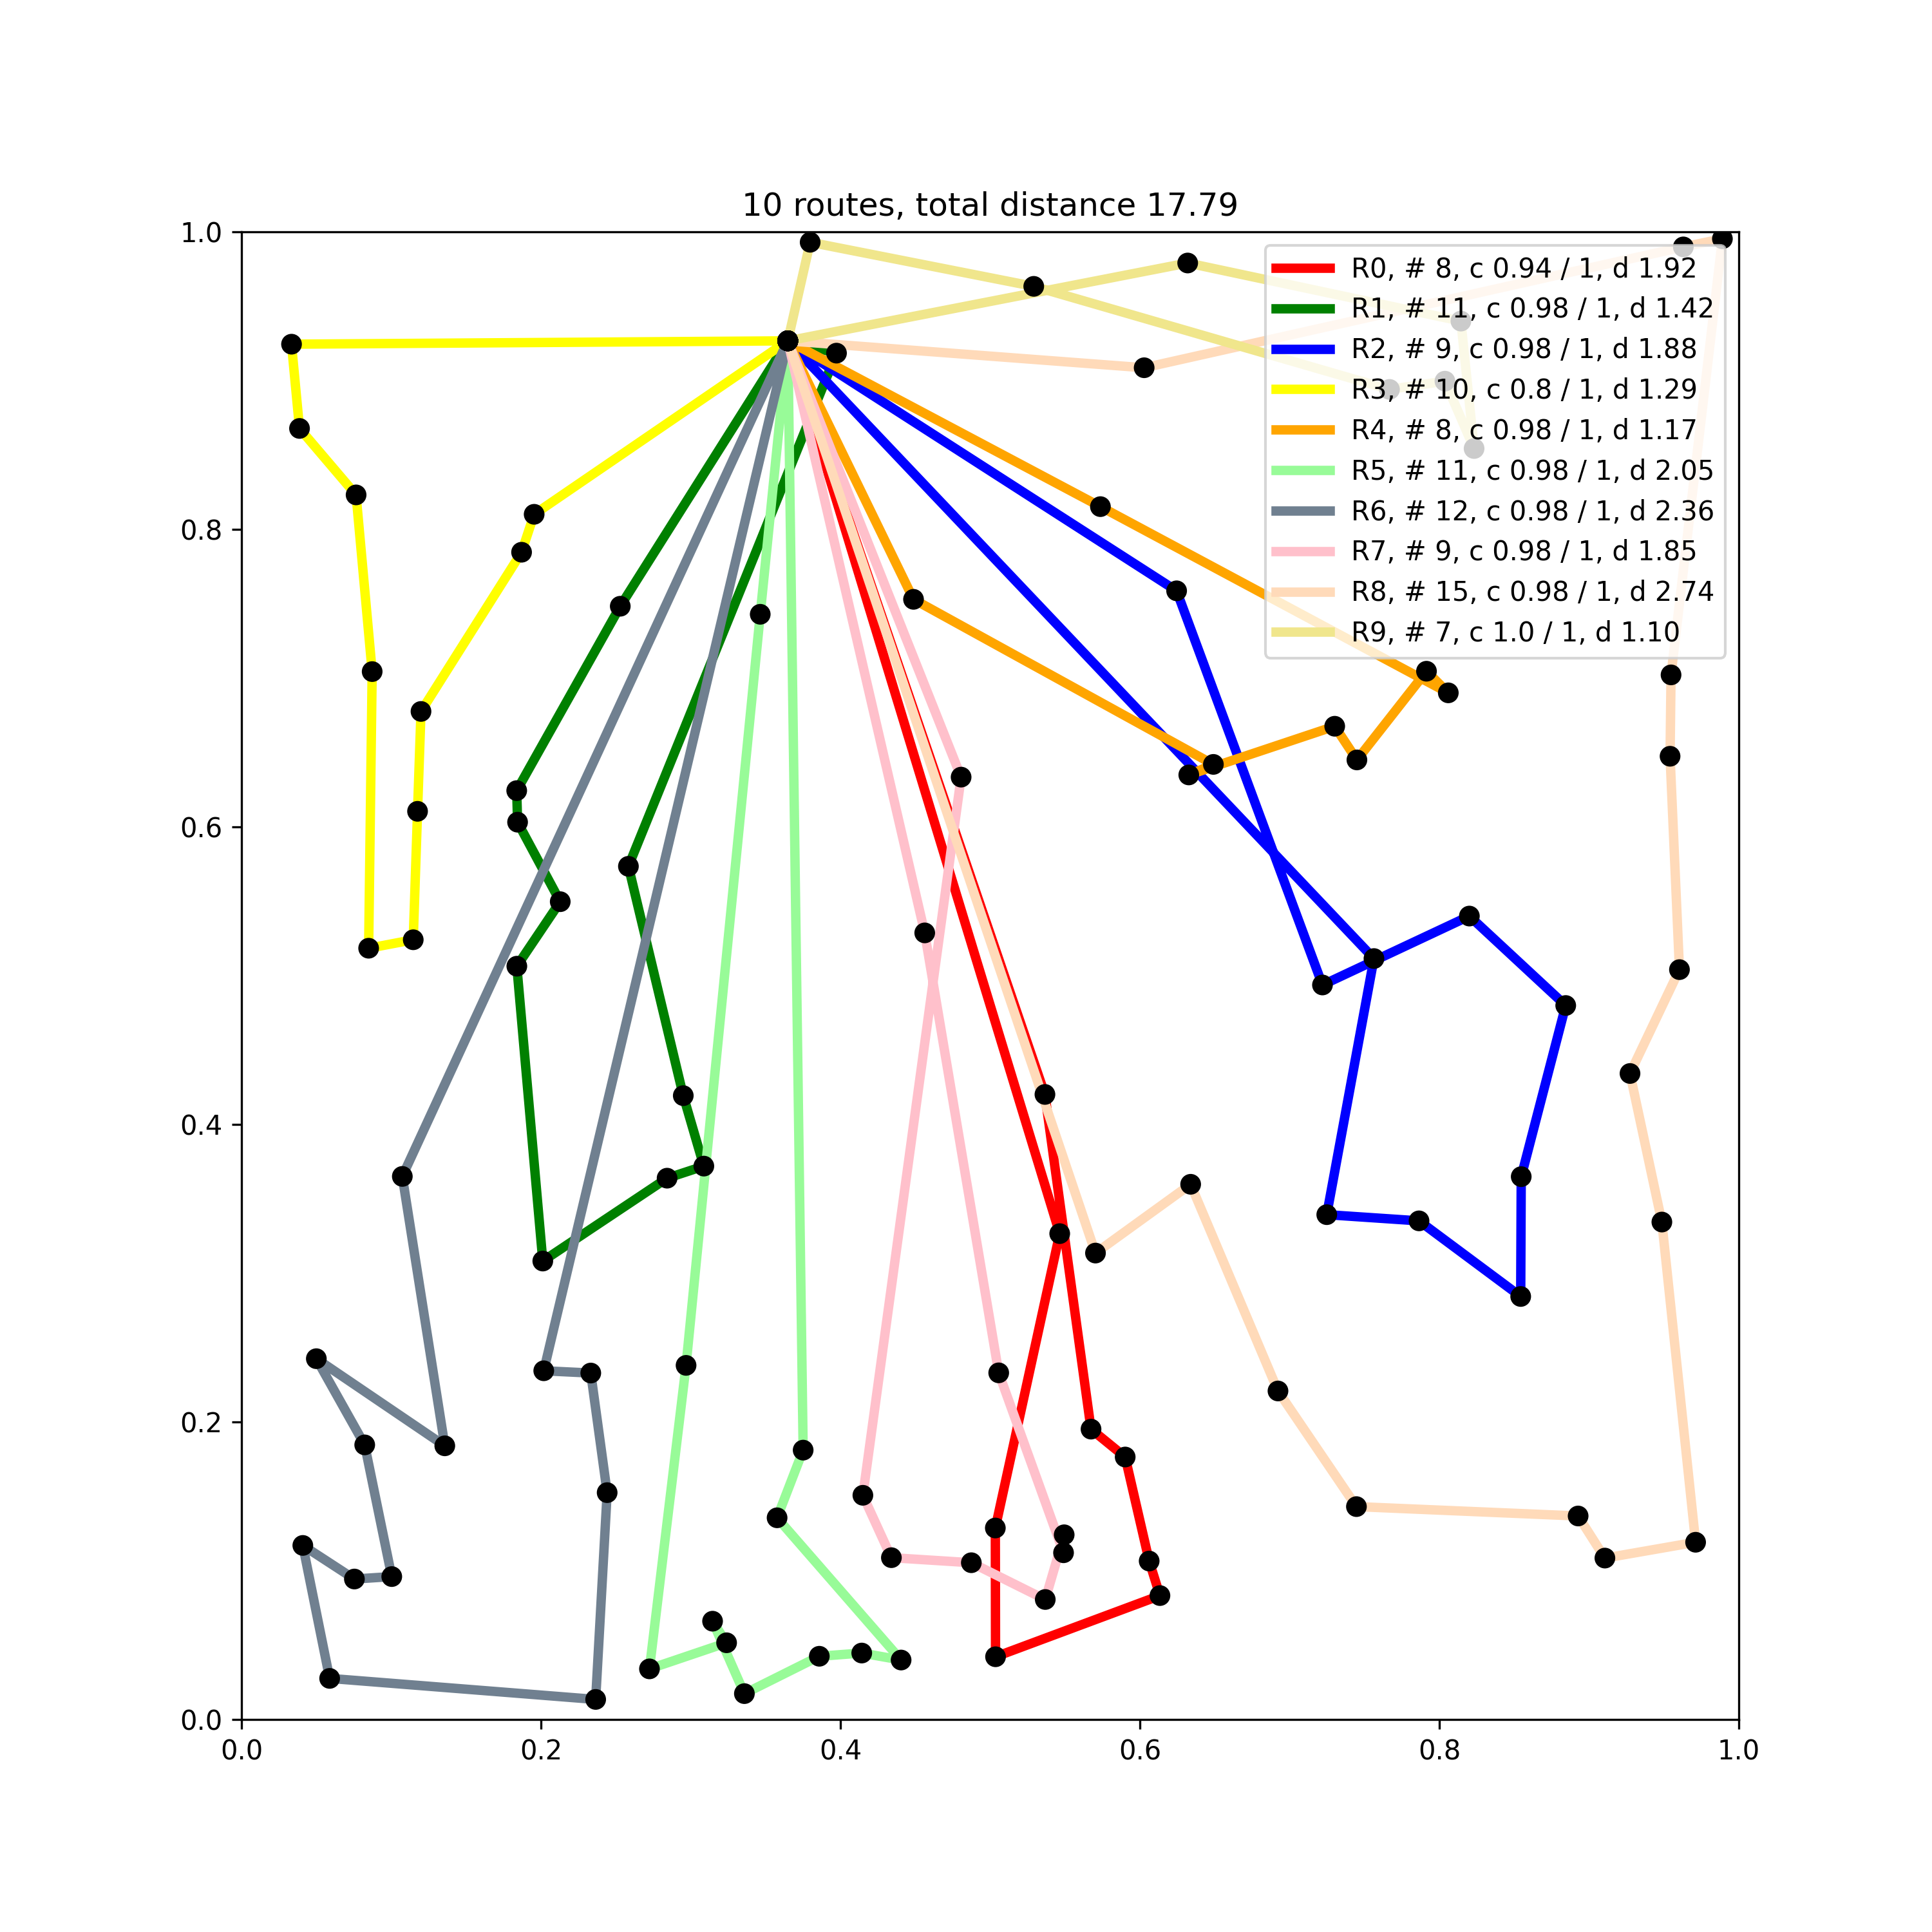 10 routes, total distance 17.79
1.0
0.8
0.6
0.4
0.2
0.0
0.0 0.2 0.4 0.6 0.8 1.0
R0, # 8, c 0.94 / 1, d 1.92
R1, # 11, c 0.98 / 1, d 1.42
R2, # 9, c 0.98 / 1, d 1.88
R3, # 10, c 0.8 / 1, d 1.29
R4, # 8, c 0.98 / 1, d 1.17
R5, # 11, c 0.98 / 1, d 2.05
R6, # 12, c 0.98 / 1, d 2.36
R7, # 9, c 0.98 / 1, d 1.85
R8, # 15, c 0.98 / 1, d 2.74
R9, # 7, c 1.0 / 1, d 1.10